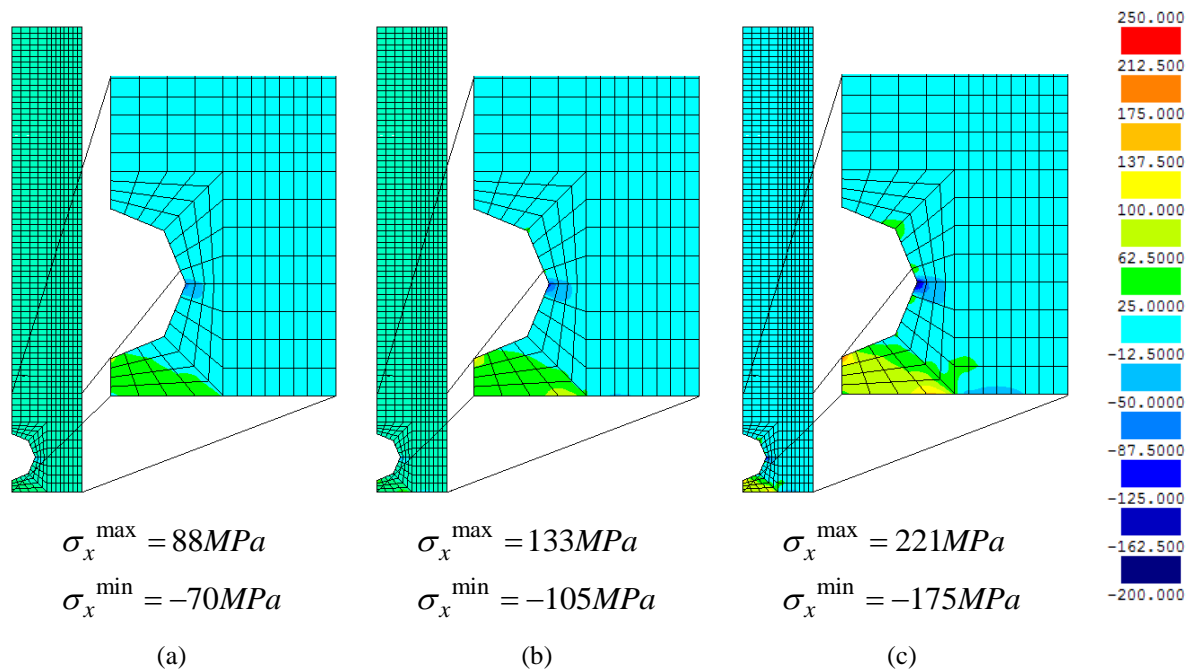 250.000
212.500
175.000
137.500
100.000
62.5000
25.0000
-12.5000
-50.0000
-87.5000
-125.000
-162.500
-200.000
σx max = 88MPa
σx min = −70MPa
(a)
σx max = 133MPa
σx min = −105MPa
(b)
σx max = 221MPa
σx min = −175MPa
(c)